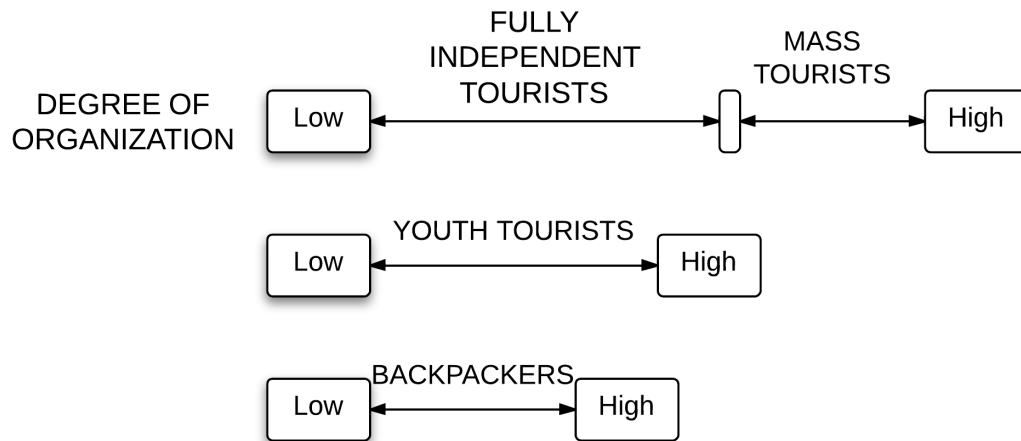 FULLY
INDEPENDENT
TOURISTS
MASS
TOURISTS
DEGREE OF
ORGANIZATION
Low
High
YOUTH TOURISTS
Low
High
BACKPACKERS
Low
High